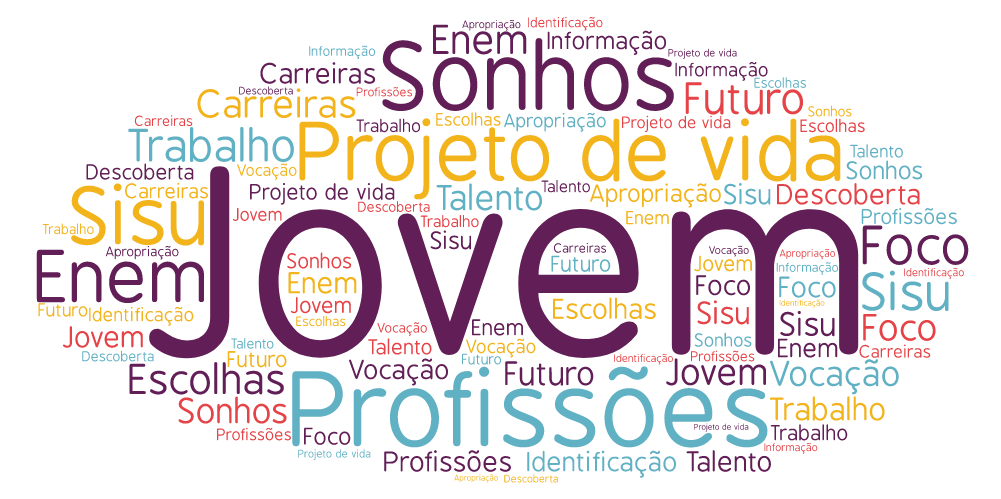 Apropriação Identificação
Enem Informação
Informação Sonhos Projeto de vida
Carreiras Informação
Descoberta Profissões Escolhas
Carreiras Futuro
Carreiras Trabalho Escolhas Apropriação Projeto de vida Sonhos Escolhas
Trabalho Projeto de vida Talento
Descoberta Vocação Sonhos
Carreiras Projeto de vida Talento Talento Apropriação Sisu Descoberta
Sisu Jovem Descoberta Trabalho Enem Profissões
Trabalho Sisu
Apropriação Jovem Carreiras Vocação Apropriação Foco
Enem Sonhos Futuro Jovem Informação Identificação
Enem Foco Foco Sisu
Futuro Identificação Jovem Escolhas Sisu Identificação
Escolhas Sisu Foco
Jovem Vocação Enem Sonhos Enem Carreiras
Descoberta Talento Talento Vocação
Futuro Futuro Identificação Profissões
Escolhas Vocação Futuro Jovem Vocação
Sonhos Profissões Trabalho
Profissões Foco Projeto de vida Trabalho
Projeto de vida Informação
Profissões Identificação Talento
Apropriação Descoberta